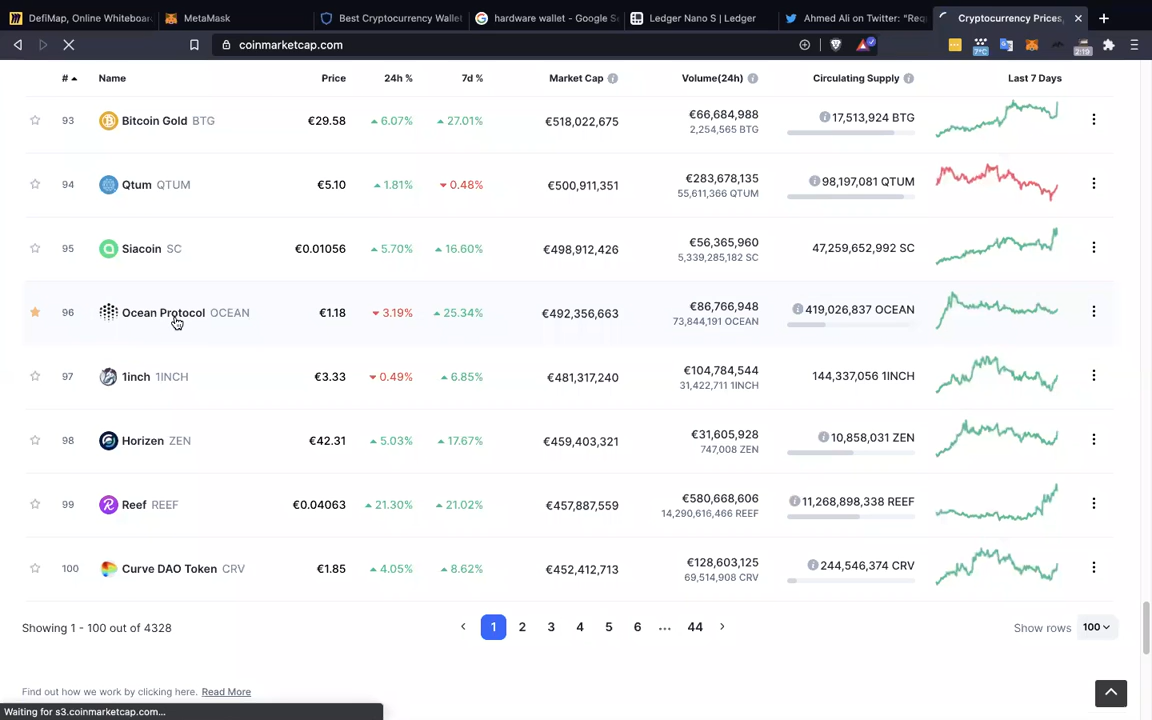 DefiMap, Online Whiteboa
MetaMask
Best Cryptocurrency Walle
hardware wallet - Google S
Ledger Nano S | Ledger
Ahmed Ali on Twitter: "Req
Cryptocurrency Prices,
coinmarketcap.com
7°C
2:19
# Name Price 24h % 7d % Market Cap Volume(24h) Circulating Supply Last 7 Days
93 Bitcoin Gold BTG €29.58 6.07% 27.01% €518,022,675 €66,684,988 17,513,924 BTG
2,254,565 BTG
94 Qtum QTUM €5.10 1.81% 0.48% €500,911,351 €283,678,135 98,197,081 QTUM
55,611,366 QTUM
95 Siacoin SC €0.01056 5.70% 16.60% €498,912,426 €56,365,960 47,259,652,992 SC
5,339,285,182 SC
96 Ocean Protocol OCEAN €1.18 3.19% 25.34% €492,356,663 €86,766,948 419,026,837 OCEAN
73,844,191 OCEAN
97 1inch 1INCH €3.33 0.49% 6.85% €481,317,240 €104,784,544 144,337,056 1INCH
31,422,711 1INCH
98 Horizen ZEN €42.31 5.03% 17.67% €459,403,321 €31,605,928 10,858,031 ZEN
747,008 ZEN
99 Reef REEF €0.04063 21.30% 21.02% €457,887,559 €580,668,606 11,268,898,338 REEF
14,290,616,466 REEF
100 Curve DAO Token CRV €1.85 4.05% 8.62% €452,412,713 €128,603,125 244,546,374 CRV
69,514,908 CRV
Showing 1 - 100 out of 4328
1 2 3 4 5 6 ... 44
Show rows 100
Find out how we work by clicking here. Read More
Waiting for s3.coinmarketcap.com...